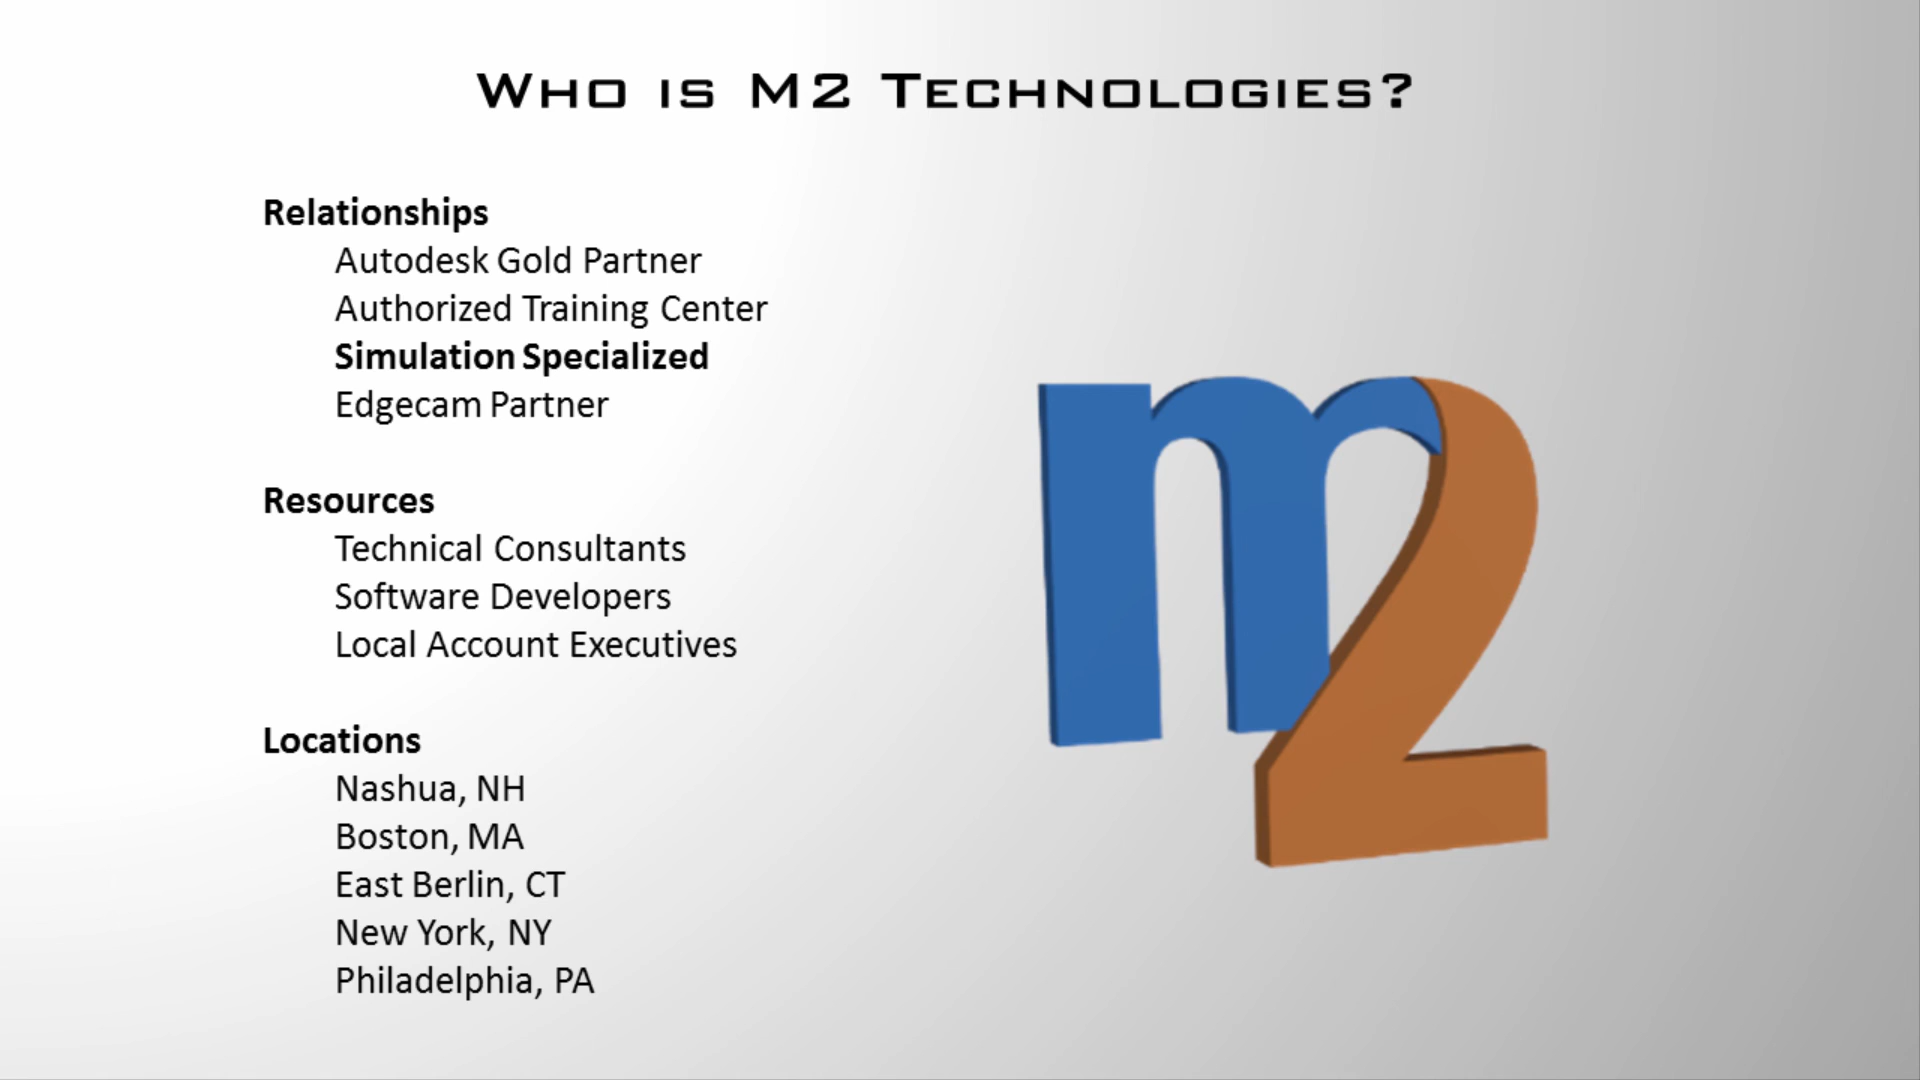 Who is M2 Technologies?
Relationships
Autodesk Gold Partner
Authorized Training Center
Simulation Specialized
Edgecam Partner
Resources
Technical Consultants
Software Developers
Local Account Executives
Locations
Nashua, NH
Boston, MA
East Berlin, CT
New York, NY
Philadelphia, PA
m2